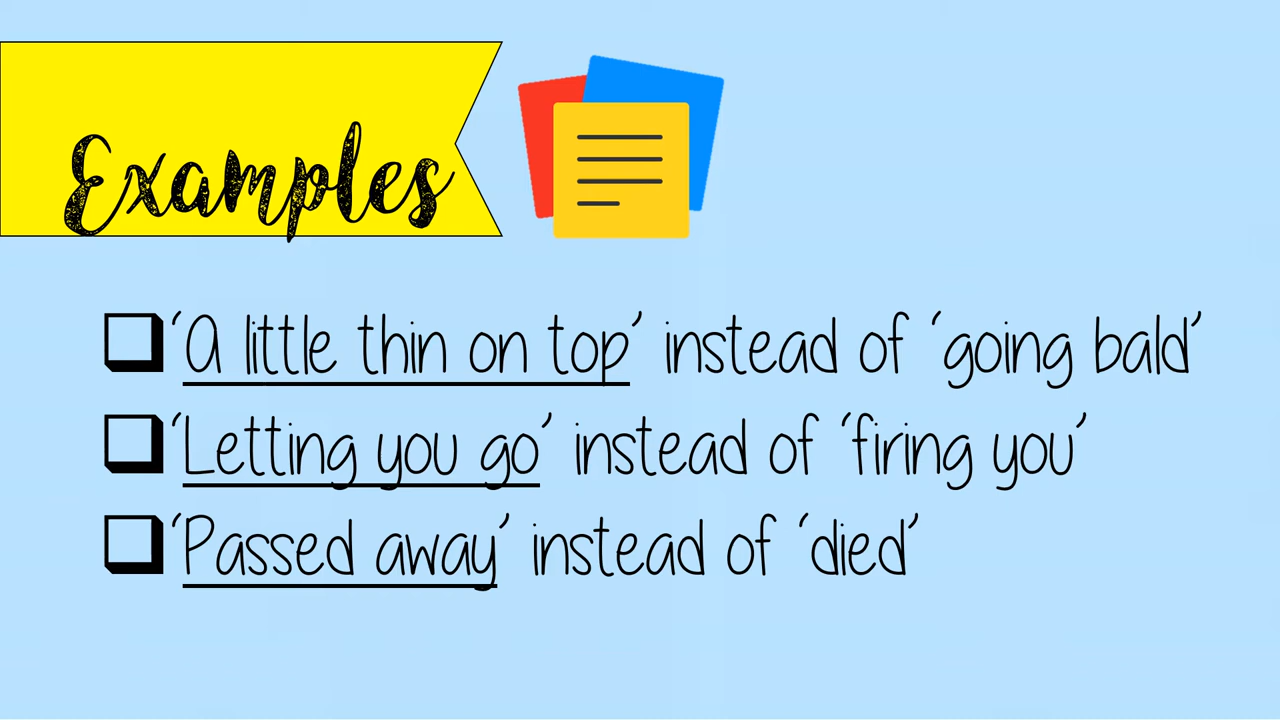 Examples
‘A little thin on top’ instead of ‘going bald’
‘Letting you go’ instead of ‘firing you’
‘Passed away’ instead of ‘died’